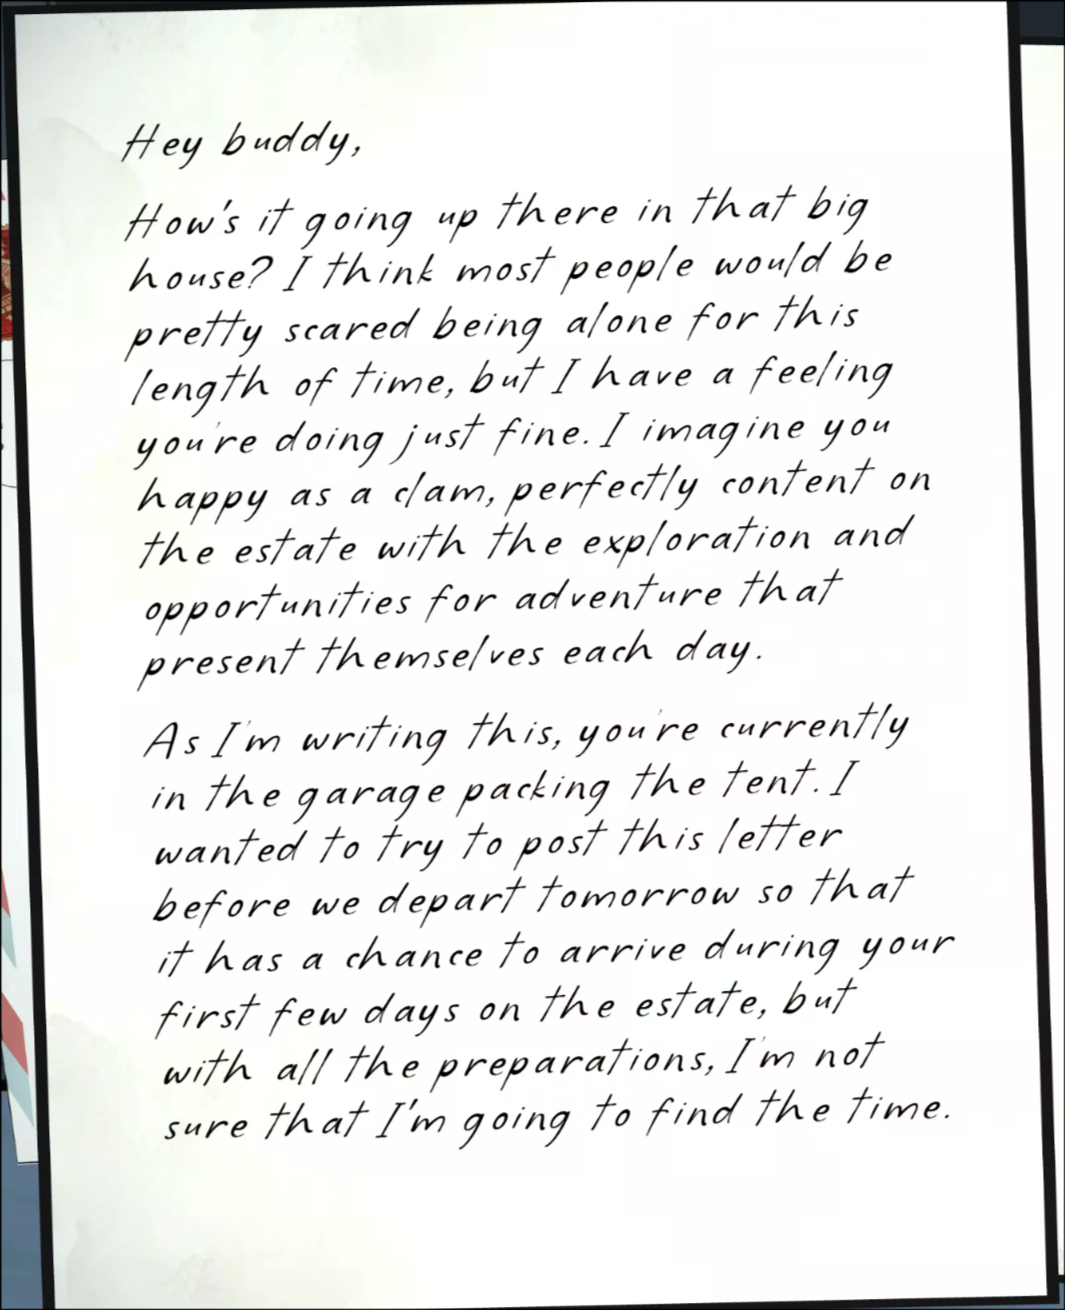 Hey buddy,
How's it going up there in that big
house? I think most people would be
pretty scared being alone for this
length of time, but I have a feeling
you're doing just fine. I imagine you
happy as a clam, perfectly content on
the estate with the exploration and
opportunities for adventure that
present themselves each day.
As I'm writing this, you're currently
in the garage packing the tent. I
wanted to try to post this letter
before we depart tomorrow so that
it has a chance to arrive during your
first few days on the estate, but
with all the preparations, I'm not
sure that I'm going to find the time.